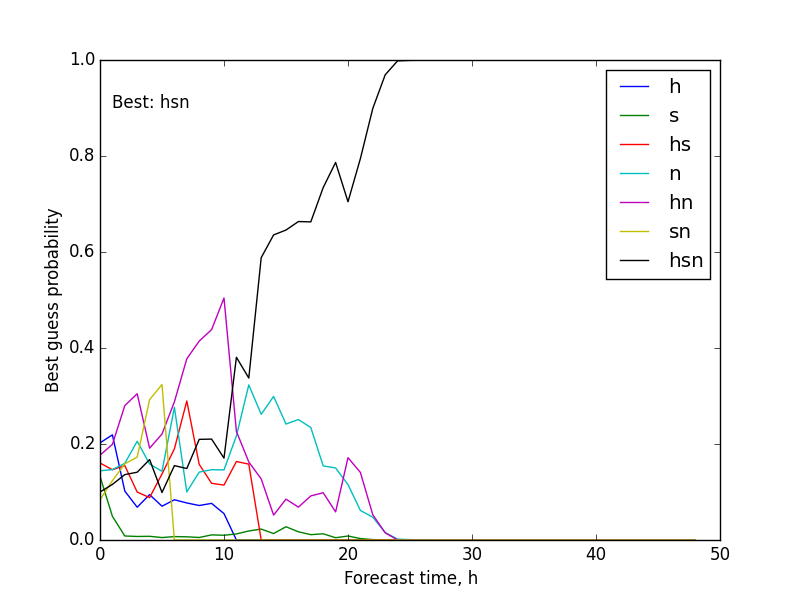 1.0
0.8
0.6
0.4
0.2
0.0
Best guess probability
Best: hsn
h
s
hs
n
hn
sn
hsn
0 10 20 30 40 50
Forecast time, h